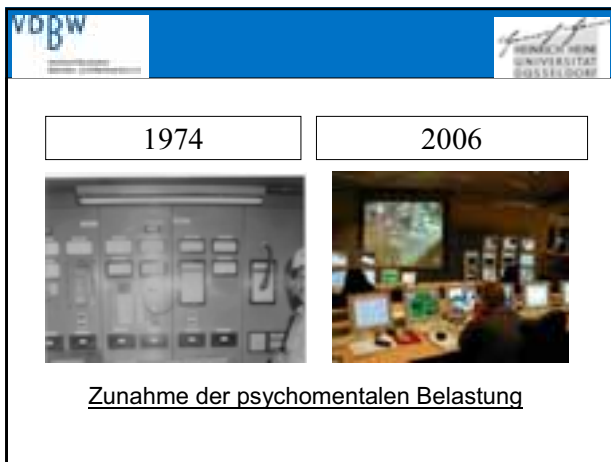 VDBW
HEINRICH HEINE
UNIVERSITÄT
DÜSSELDORF
1974
2006
Zunahme der psychomentalen Belastung